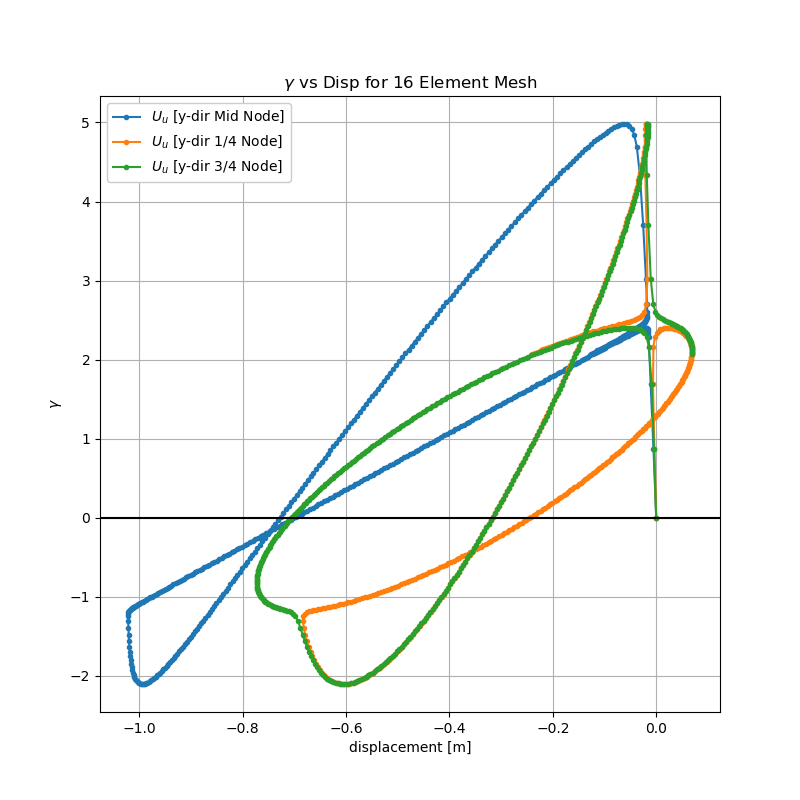 γ vs Disp for 16 Element Mesh
U_u [y-dir Mid Node]
U_u [y-dir 1/4 Node]
U_u [y-dir 3/4 Node]
γ
5
4
3
2
1
0
−1
−2
−1.0 −0.8 −0.6 −0.4 −0.2 0.0
displacement [m]